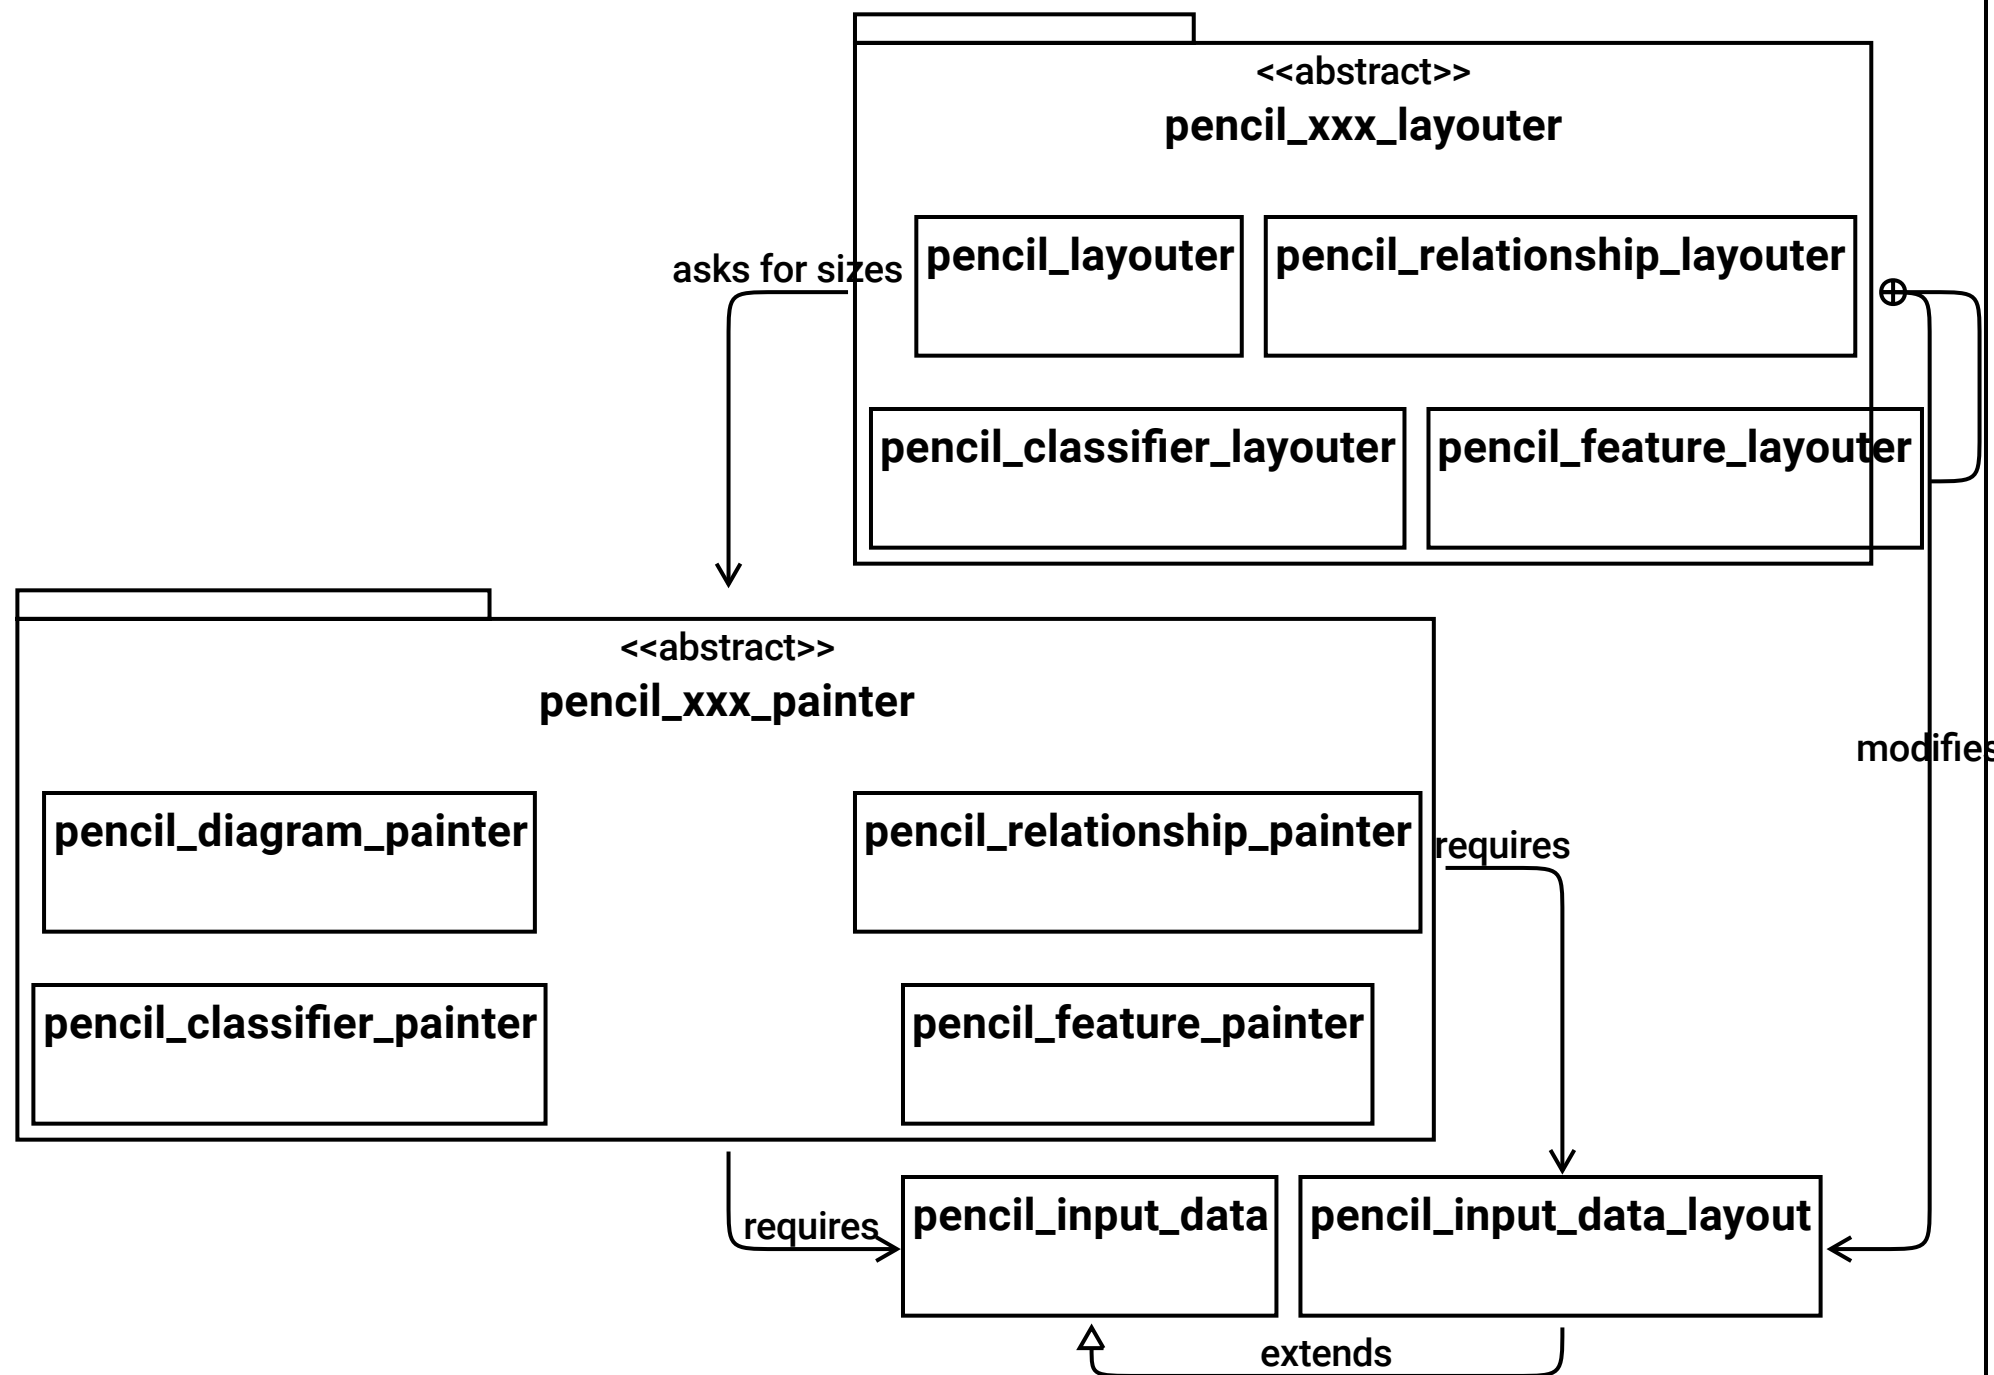 <<abstract>>
pencil_xxx_layouter
asks for sizes
pencil_layouter
pencil_relationship_layouter
pencil_classifier_layouter
pencil_feature_layouter
<<abstract>>
pencil_xxx_painter
modifies
pencil_diagram_painter
pencil_relationship_painter
requires
pencil_classifier_painter
pencil_feature_painter
requires
pencil_input_data
pencil_input_data_layout
extends